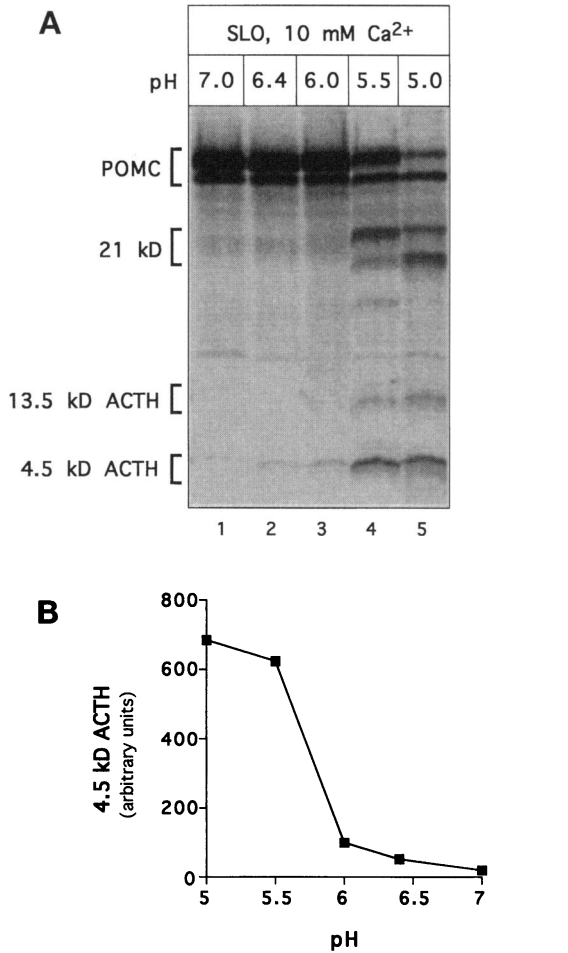 A
SLO, 10 mM Ca2+
pH 7.0 6.4 6.0 5.5 5.0
POMC
21 kD
13.5 kD ACTH
4.5 kD ACTH
1 2 3 4 5
B
800
600
400
200
0
4.5 kD ACTH
(arbitrary units)
5 5.5 6 6.5 7
pH